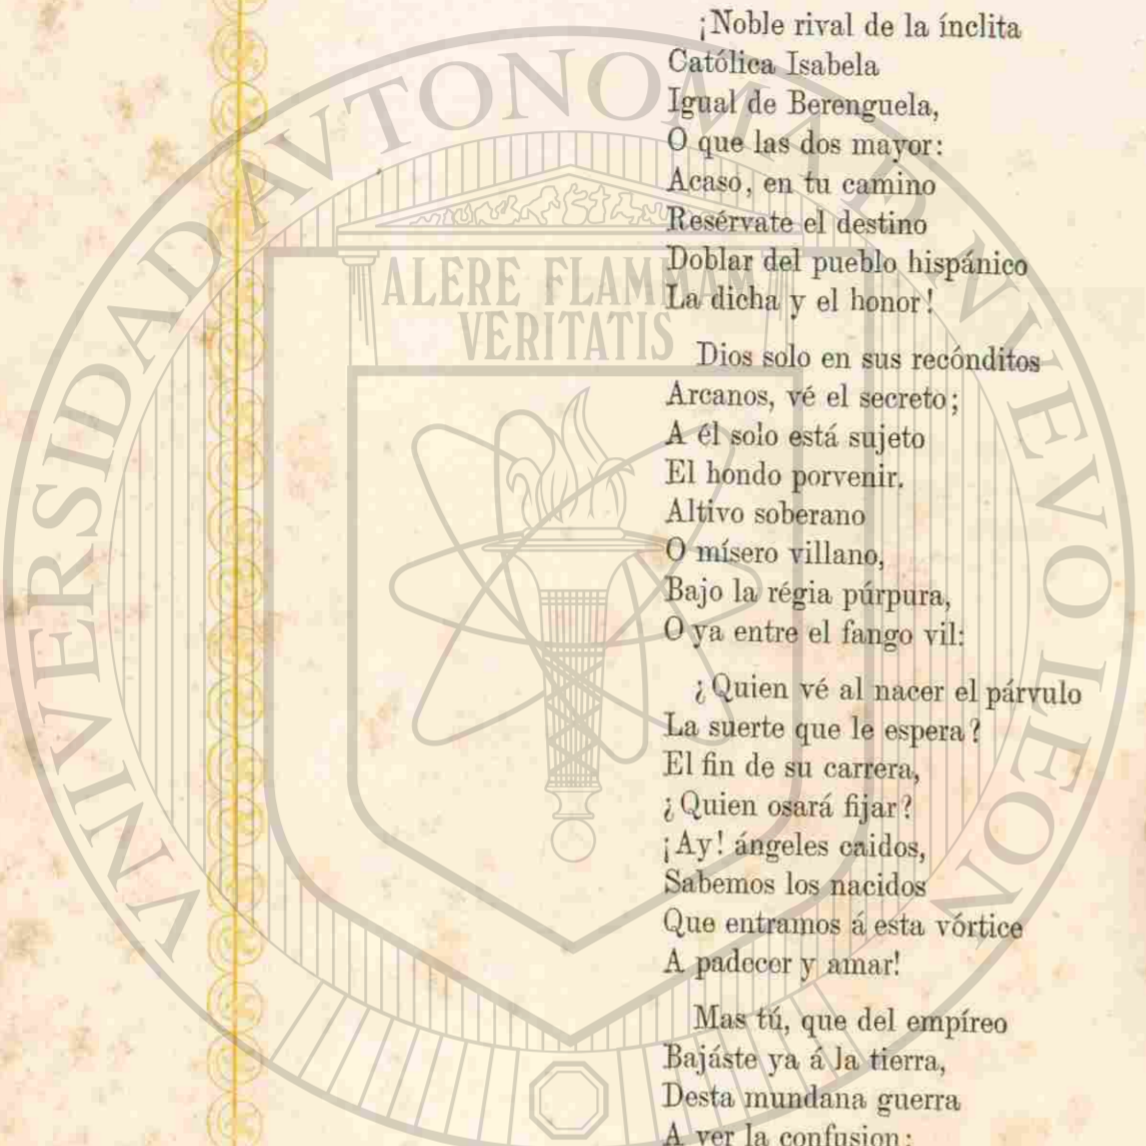 ¡Noble rival de la ínclita
Católica Isabela
Igual de Berenguela,
O que las dos mayor:
Acaso, en tu camino
Resérvate el destino
Doblar del pueblo hispánico
La dicha y el honor!
Dios solo en sus recónditos
Arcanos, vé el secreto;
A él solo está sujeto
El hondo porvenir.
Altivo soberano
O mísero villano,
Bajo la régia púrpura,
O ya entre el fango vil:
¿Quien vé al nacer el párvulo
La suerte que le espera?
El fin de su carrera,
¿Quien osará fijar?
¡Ay! ángeles caidos,
Sabemos los nacidos
Que entramos á esta vórtice
A padecer y amar!
Mas tú, que del empíreo
Bajáste ya á la tierra,
Desta mundana guerra
A ver la confusion:
UNIVERSIDAD AVTONOMA DE NVEVO LEON
ALERE FLAMMAM
VERITATIS